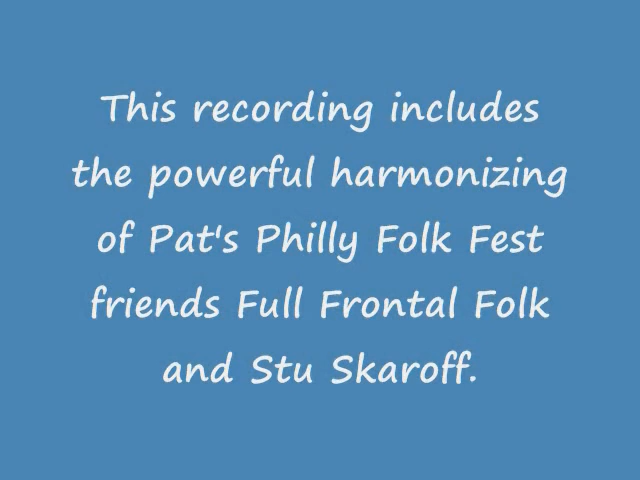 This recording includes
the powerful harmonizing
of Pat's Philly Folk Fest
friends Full Frontal Folk
and Stu Skaroff.